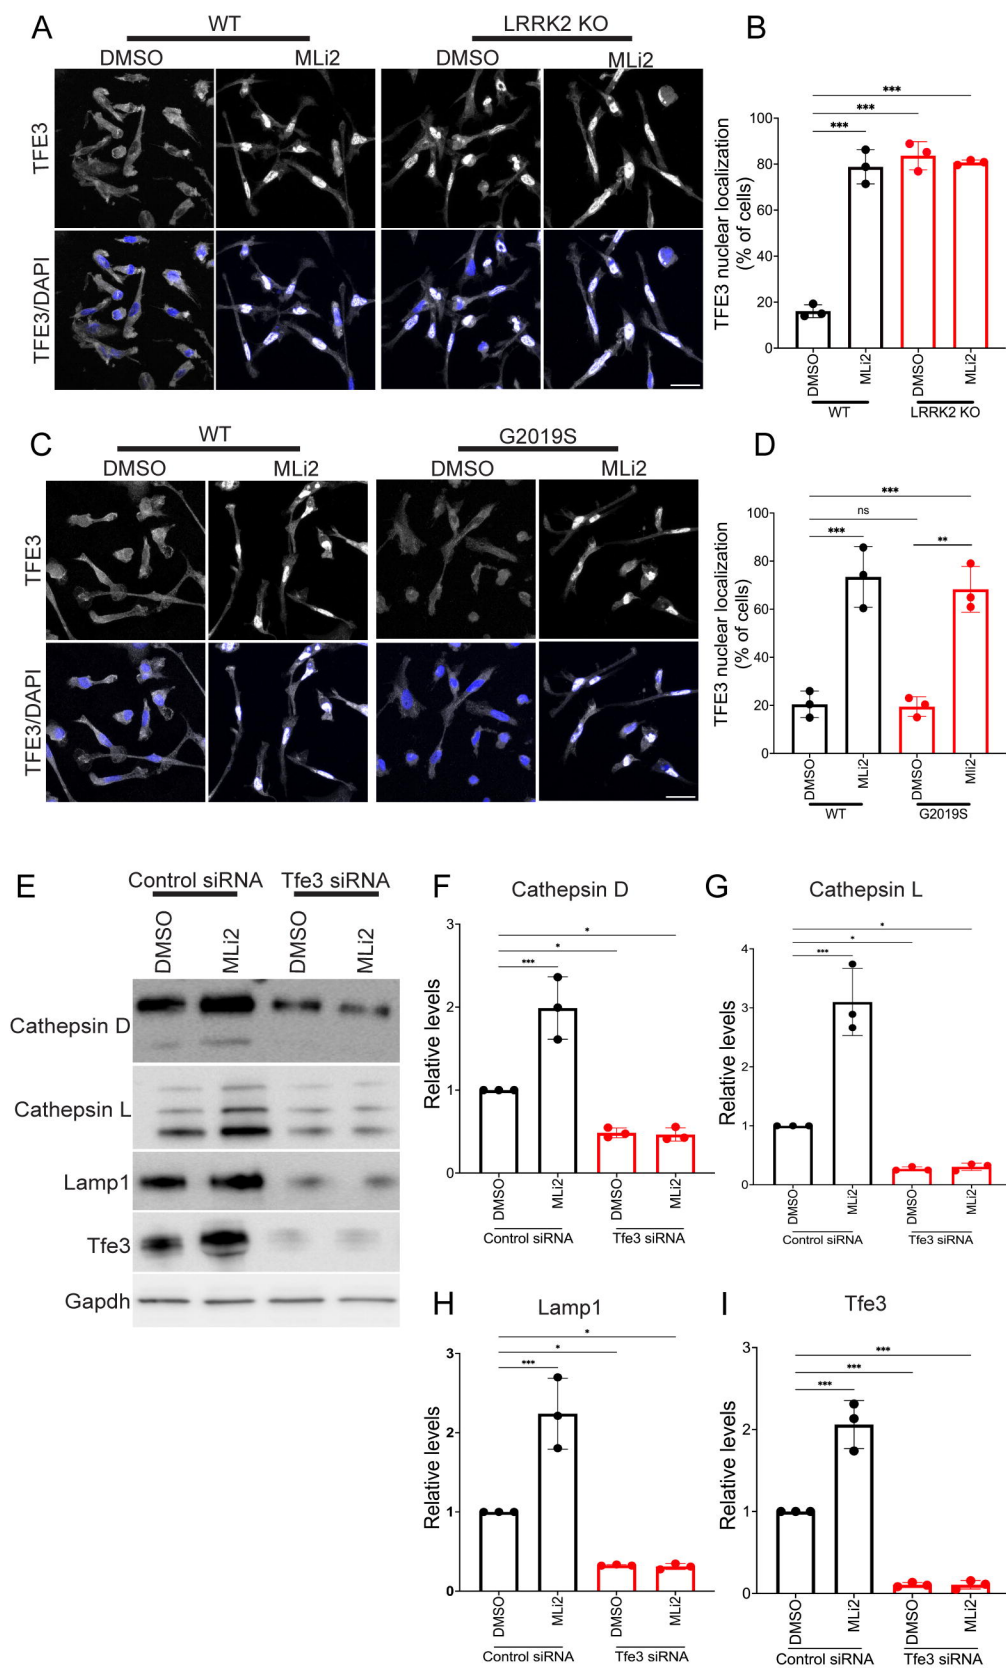 A
WT
LRRK2 KO
DMSO
MLi2
DMSO
MLi2
TFE3
TFE3/DAPI
B
***
***
***
TFE3 nuclear localization
(% of cells)
100
80
60
40
20
0
DMSO
MLi2
DMSO
MLi2
WT
LRRK2 KO
C
WT
G2019S
DMSO
MLi2
DMSO
MLi2
TFE3
TFE3/DAPI
D
***
ns
***
**
TFE3 nuclear localization
(% of cells)
100
80
60
40
20
0
DMSO
MLi2
DMSO
Mli2
WT
G2019S
E
Control siRNA
Tfe3 siRNA
DMSO
MLi2
DMSO
MLi2
Cathepsin D
Cathepsin L
Lamp1
Tfe3
Gapdh
F
Cathepsin D
*
*
***
Relative levels
3
2
1
0
DMSO
MLi2
DMSO
MLi2
Control siRNA
Tfe3 siRNA
G
Cathepsin L
*
*
***
Relative levels
4
3
2
1
0
DMSO
MLi2
DMSO
MLi2
Control siRNA
Tfe3 siRNA
H
Lamp1
*
*
***
Relative levels
3
2
1
0
DMSO
MLi2
DMSO
MLi2
Control siRNA
Tfe3 siRNA
I
Tfe3
***
***
***
Relative levels
3
2
1
0
DMSO
MLi2
DMSO
MLi2
Control siRNA
Tfe3 siRNA